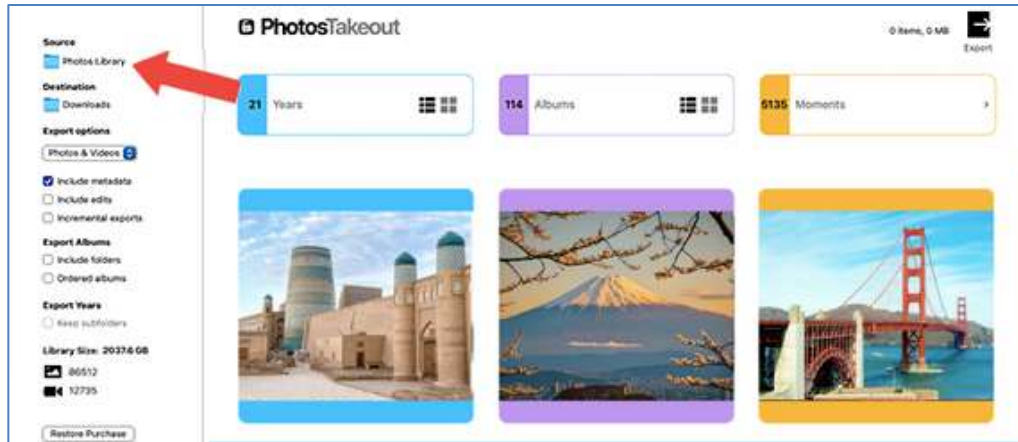 Source
Photos Library
Destination
Downloads
Export options
Photos & Videos
Include metadata
Include edits
Incremental exports
Export Albums
Include folders
Ordered albums
Export Years
Keep subfolders
Library Size: 2037.6 GB
86512
12735
Restore Purchase
PhotosTakeout
0 items, 0 MB
Export
21 Years
114 Albums
5135 Moments